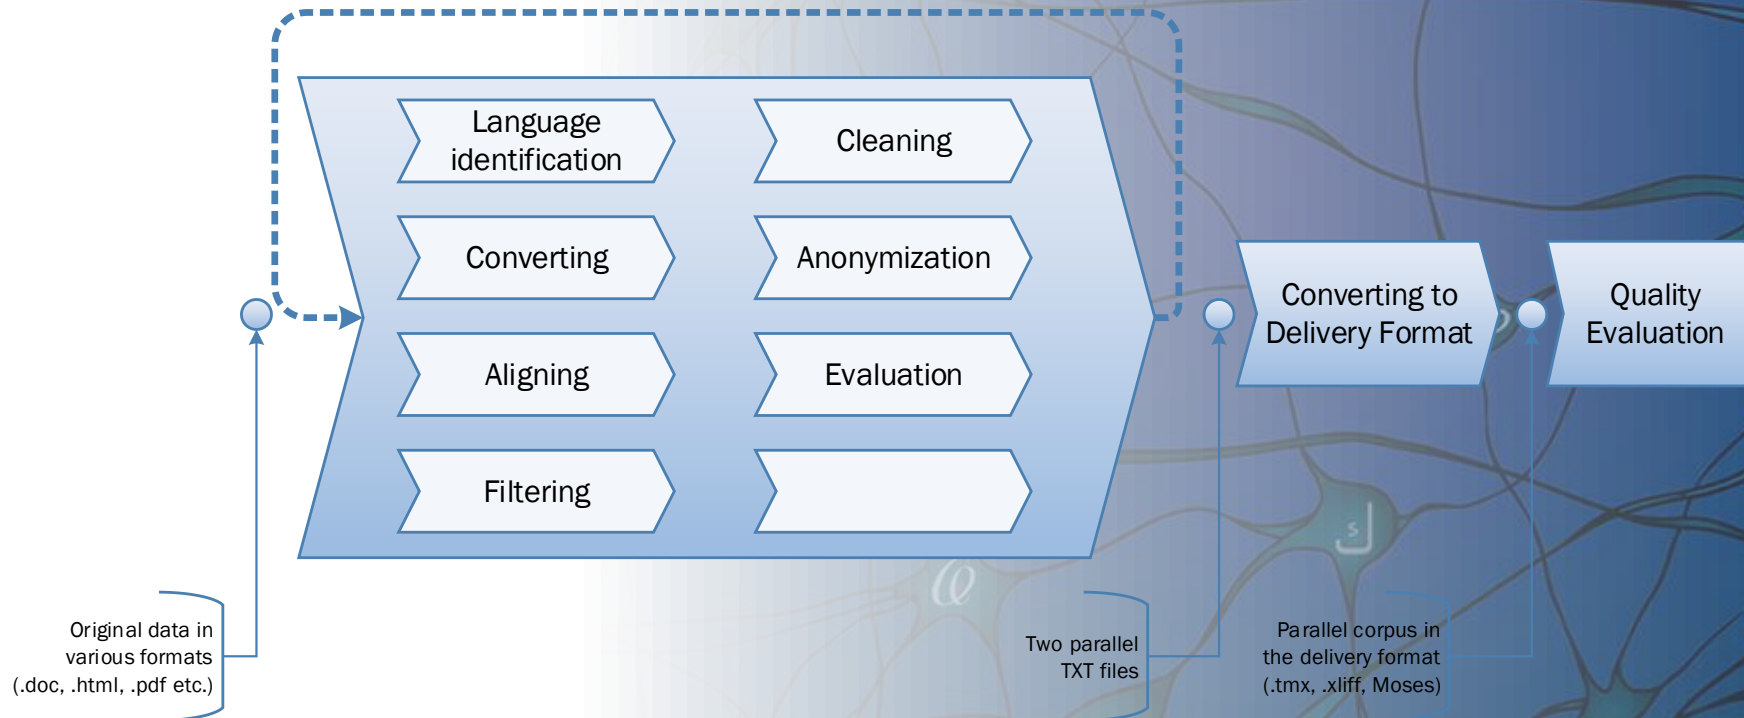 Language
identification
Cleaning
Converting
Anonymization
Aligning
Evaluation
Filtering
Converting to
Delivery Format
Quality
Evaluation
Original data in
various formats
(.doc, .html, .pdf etc.)
Two parallel
TXT files
Parallel corpus in
the delivery format
(.tmx, .xliff, Moses)